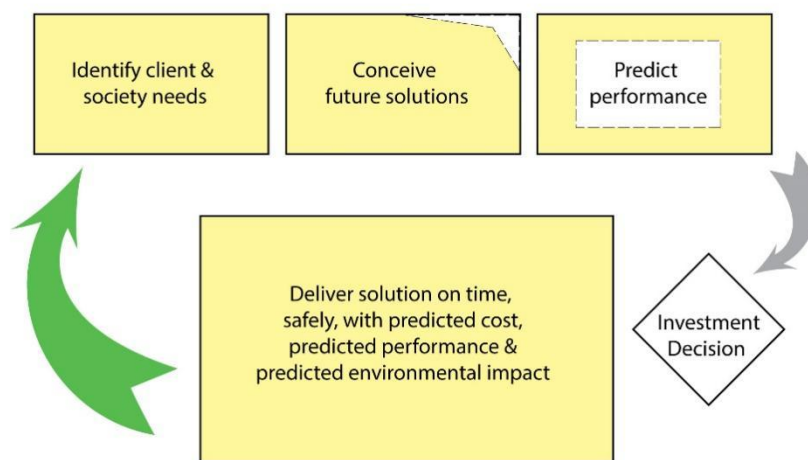 Identify client &
society needs
Conceive
future solutions
Predict
performance
Deliver solution on time,
safely, with predicted cost,
predicted performance &
predicted environmental impact
Investment
Decision